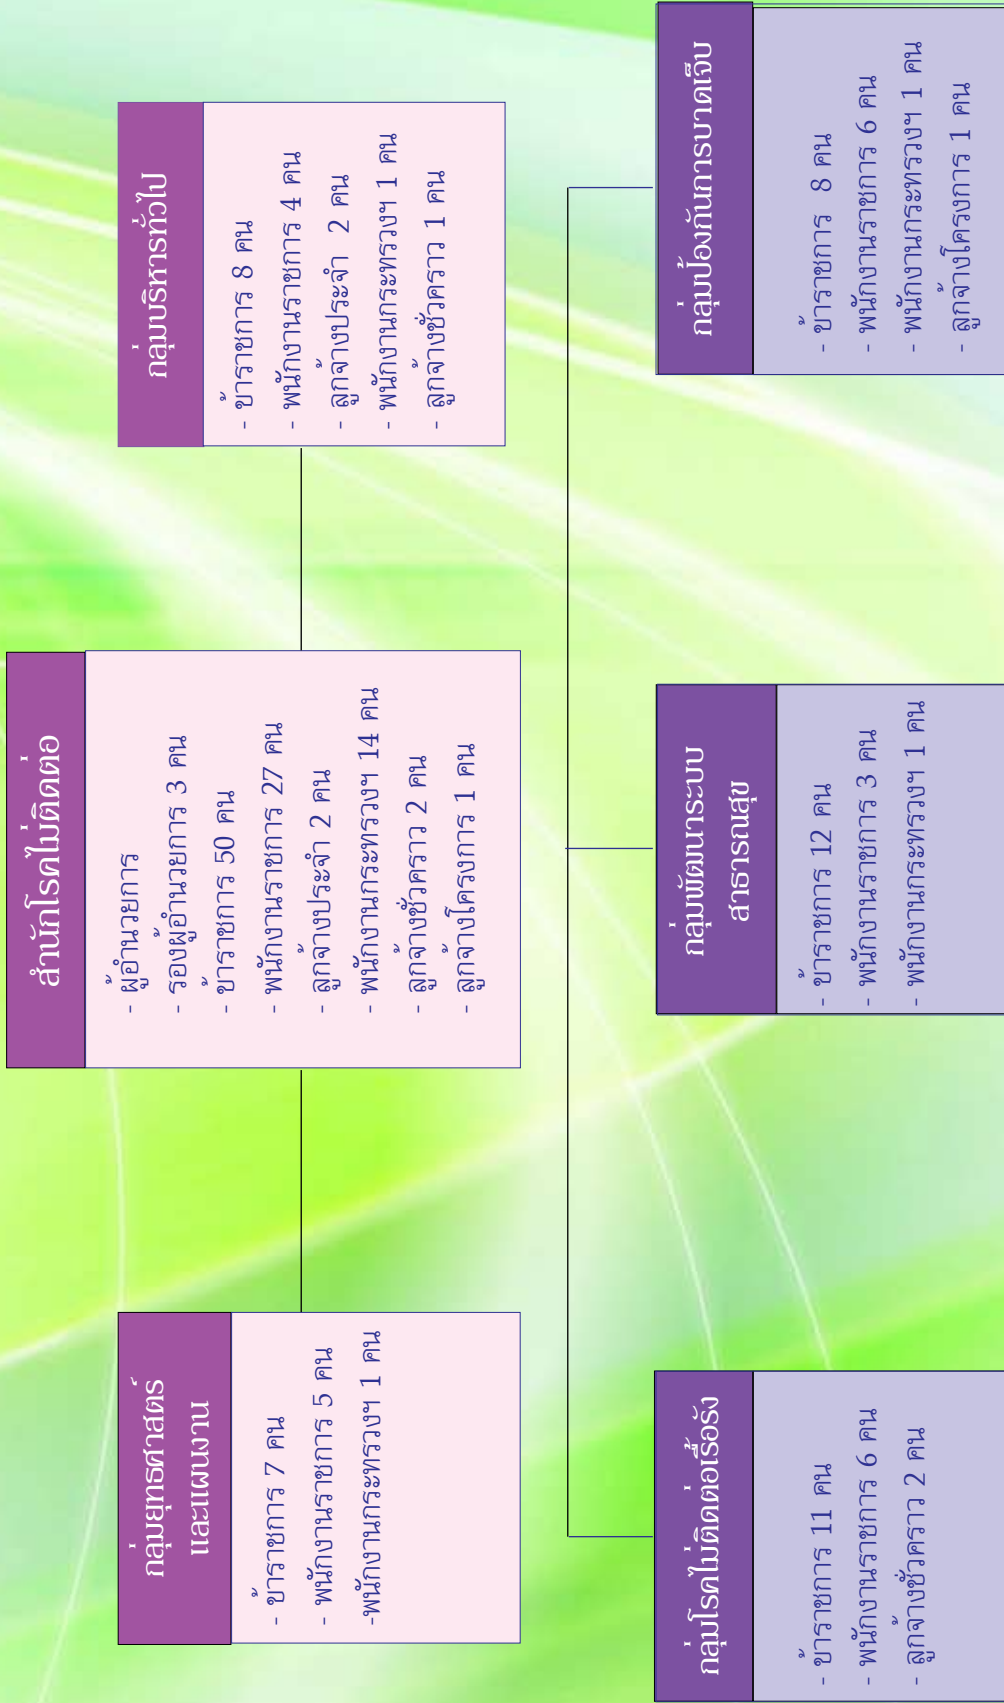 สำนักโรคไม่ติดต่อ
- ผู้อำนวยการ
- รองผู้อำนวยการ 3 คน
- ข้าราชการ 50 คน
- พนักงานราชการ 27 คน
- ลูกจ้างประจำ 2 คน
- พนักงานกระทรวงฯ 14 คน
- ลูกจ้างชั่วคราว 2 คน
- ลูกจ้างโครงการ 1 คน
กลุ่มยุทธศาสตร์
และแผนงาน
- ข้าราชการ 7 คน
- พนักงานราชการ 5 คน
-พนักงานกระทรวงฯ 1 คน
กลุ่มบริหารทั่วไป
- ข้าราชการ 8 คน
- พนักงานราชการ 4 คน
- ลูกจ้างประจำ 2 คน
- พนักงานกระทรวงฯ 1 คน
- ลูกจ้างชั่วคราว 1 คน
กลุ่มโรคไม่ติดต่อเรื้อรัง
- ข้าราชการ 11 คน
- พนักงานราชการ 6 คน
- ลูกจ้างชั่วคราว 2 คน
กลุ่มพัฒนาระบบ
สาธารณสุข
- ข้าราชการ 12 คน
- พนักงานราชการ 3 คน
- พนักงานกระทรวงฯ 1 คน
กลุ่มป้องกันการบาดเจ็บ
- ข้าราชการ 8 คน
- พนักงานราชการ 6 คน
- พนักงานกระทรวงฯ 1 คน
- ลูกจ้างโครงการ 1 คน